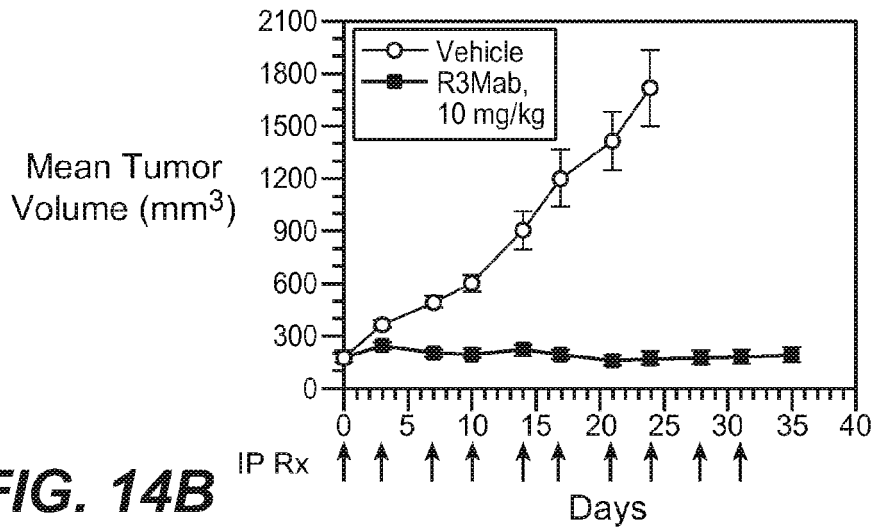 2100
1800
1500
1200
900
600
300
0
Mean Tumor
Volume (mm³)
Vehicle
R3Mab,
10 mg/kg
0 5 10 15 20 25 30 35 40
IP Rx
Days
FIG. 14B